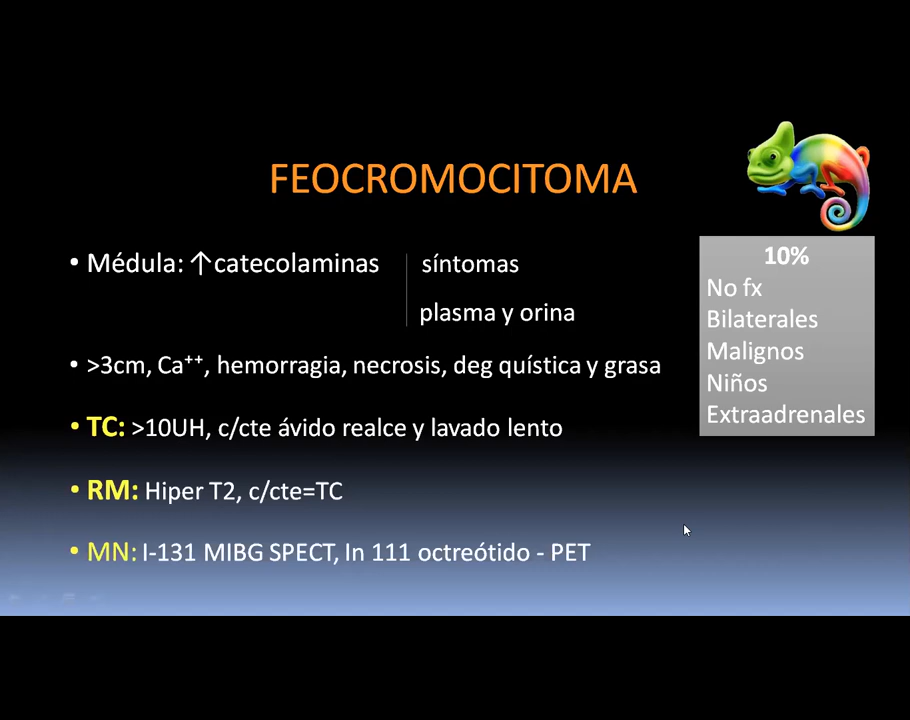 FEOCROMOCITOMA
• Médula: ↑catecolaminas
síntomas
plasma y orina
• >3cm, Ca⁺⁺, hemorragia, necrosis, deg quística y grasa
• TC: >10UH, c/cte ávido realce y lavado lento
• RM: Hiper T2, c/cte=TC
• MN: I-131 MIBG SPECT, In 111 octreótido - PET
10%
No fx
Bilaterales
Malignos
Niños
Extraadrenales